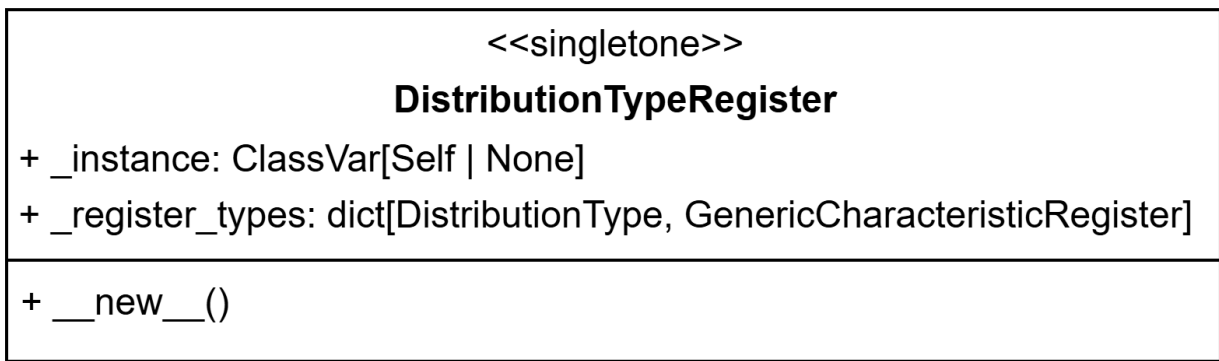 <<singletone>>
DistributionTypeRegister
+ _instance: ClassVar[Self | None]
+ _register_types: dict[DistributionType, GenericCharacteristicRegister]
+ __new__()